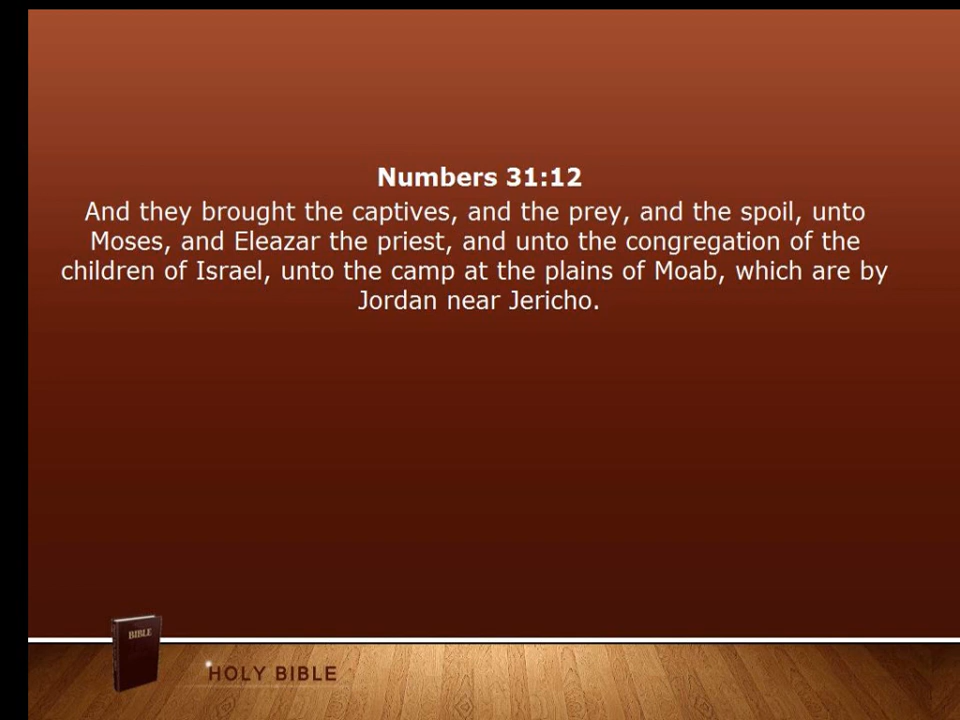 Numbers 31:12
And they brought the captives, and the prey, and the spoil, unto
Moses, and Eleazar the priest, and unto the congregation of the
children of Israel, unto the camp at the plains of Moab, which are by
Jordan near Jericho.
BIBLE
HOLY BIBLE